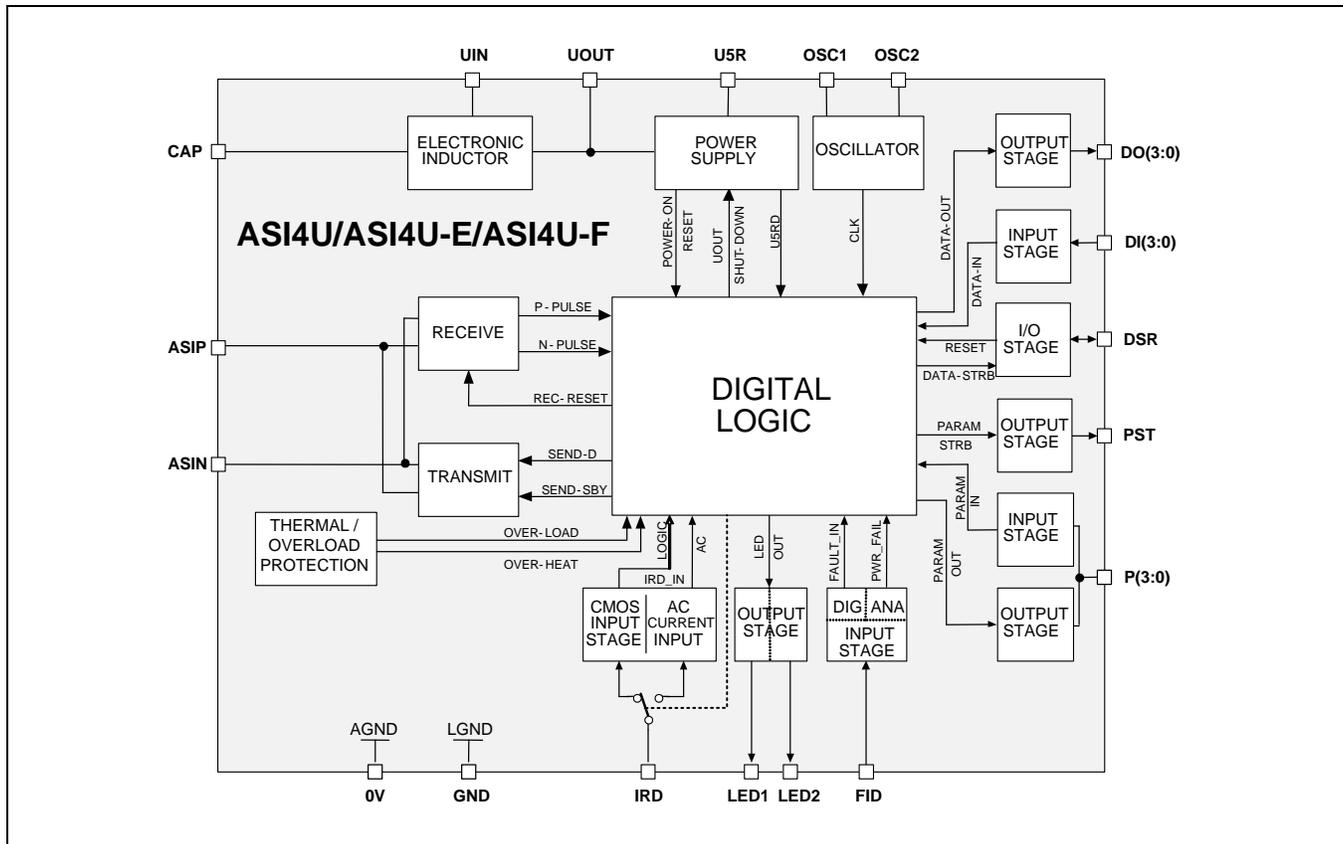 UIN
UOUT
U5R
OSC1
OSC2
CAP
ELECTRONIC
INDUCTOR
POWER
SUPPLY
OSCILLATOR
OUTPUT
STAGE
DO(3:0)
ASI4U/ASI4U-E/ASI4U-F
POWER-ON
RESET
UOUT
SHUT-DOWN
U5RD
CLK
DATA-OUT
DATA-IN
INPUT
STAGE
DI(3:0)
ASIP
RECEIVE
P-PULSE
N-PULSE
REC-RESET
DIGITAL
LOGIC
RESET
DATA-STRB
I/O
STAGE
DSR
ASIN
TRANSMIT
SEND-D
SEND-SBY
PARAM
STRB
OUTPUT
STAGE
PST
THERMAL /
OVERLOAD
PROTECTION
OVER-LOAD
OVER-HEAT
LOGIC
IRD_IN
AC
LED
OUT
FAULT_IN
PWR_FAIL
PARAM
IN
PARAM
OUT
INPUT
STAGE
P(3:0)
OUTPUT
STAGE
CMOS
INPUT
STAGE
AC
CURRENT
INPUT
OUTPUT
STAGE
DIG
ANA
INPUT
STAGE
AGND
LGND
0V
GND
IRD
LED1
LED2
FID